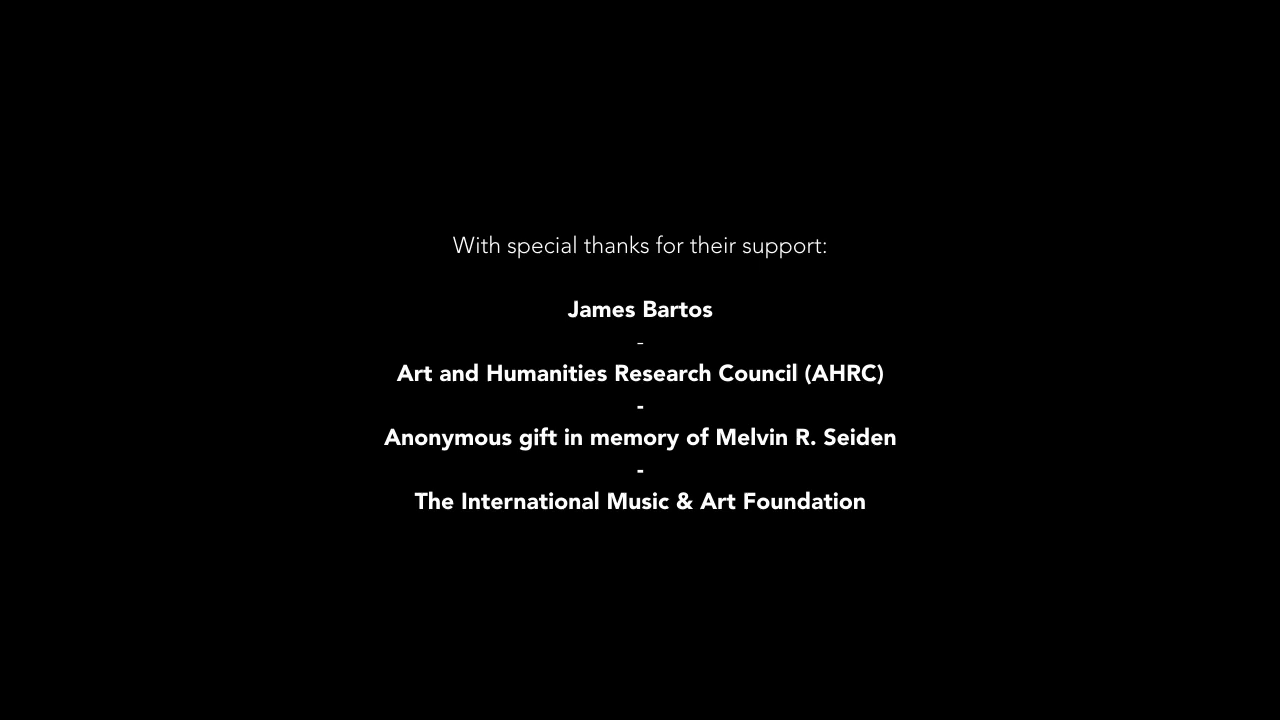 With special thanks for their support:
James Bartos
-
Art and Humanities Research Council (AHRC)
-
Anonymous gift in memory of Melvin R. Seiden
-
The International Music & Art Foundation